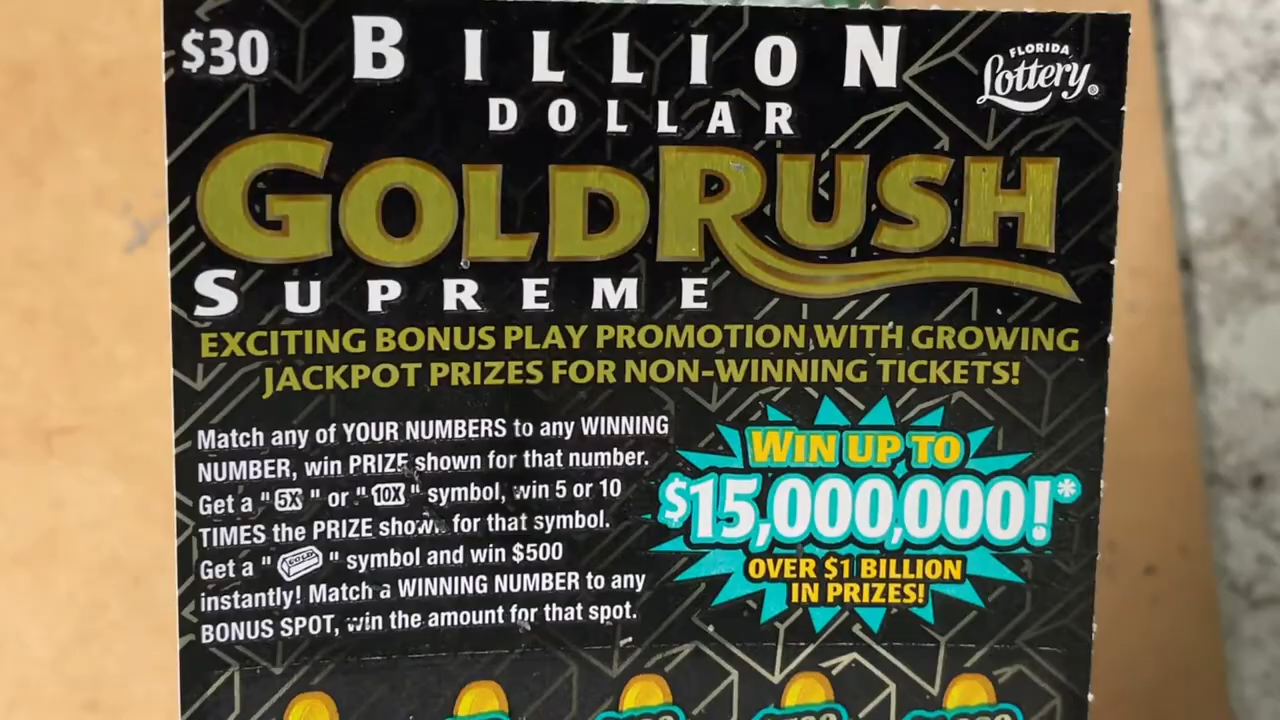 $30
BILLION
FLORIDA
Lottery®
DOLLAR
GOLDRUSH
SUPREME
EXCITING BONUS PLAY PROMOTION WITH GROWING
JACKPOT PRIZES FOR NON-WINNING TICKETS!
Match any of YOUR NUMBERS to any WINNING
NUMBER, win PRIZE shown for that number.
Get a "5X" or "10X" symbol, win 5 or 10
TIMES the PRIZE shown for that symbol.
Get a "GOLD" symbol and win $500
instantly! Match a WINNING NUMBER to any
BONUS SPOT, win the amount for that spot.
WIN UP TO
$15,000,000!*
OVER $1 BILLION
IN PRIZES!